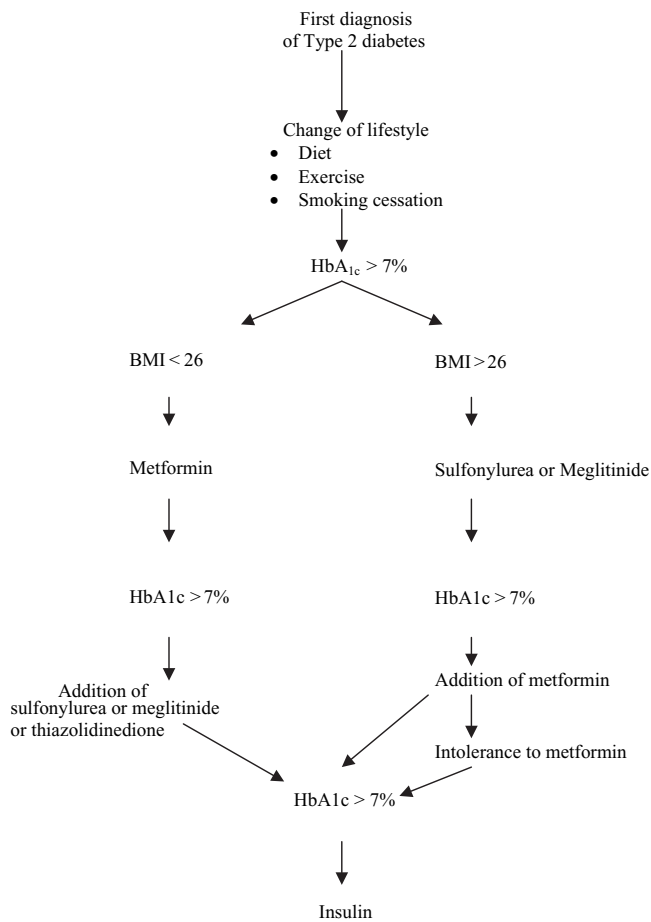 First diagnosis
of Type 2 diabetes
Change of lifestyle
• Diet
• Exercise
• Smoking cessation
HbA1c > 7%
BMI < 26
BMI > 26
Metformin
Sulfonylurea or Meglitinide
HbA1c > 7%
HbA1c > 7%
Addition of
sulfonylurea or meglitinide
or thiazolidinedione
Addition of metformin
Intolerance to metformin
HbA1c > 7%
Insulin